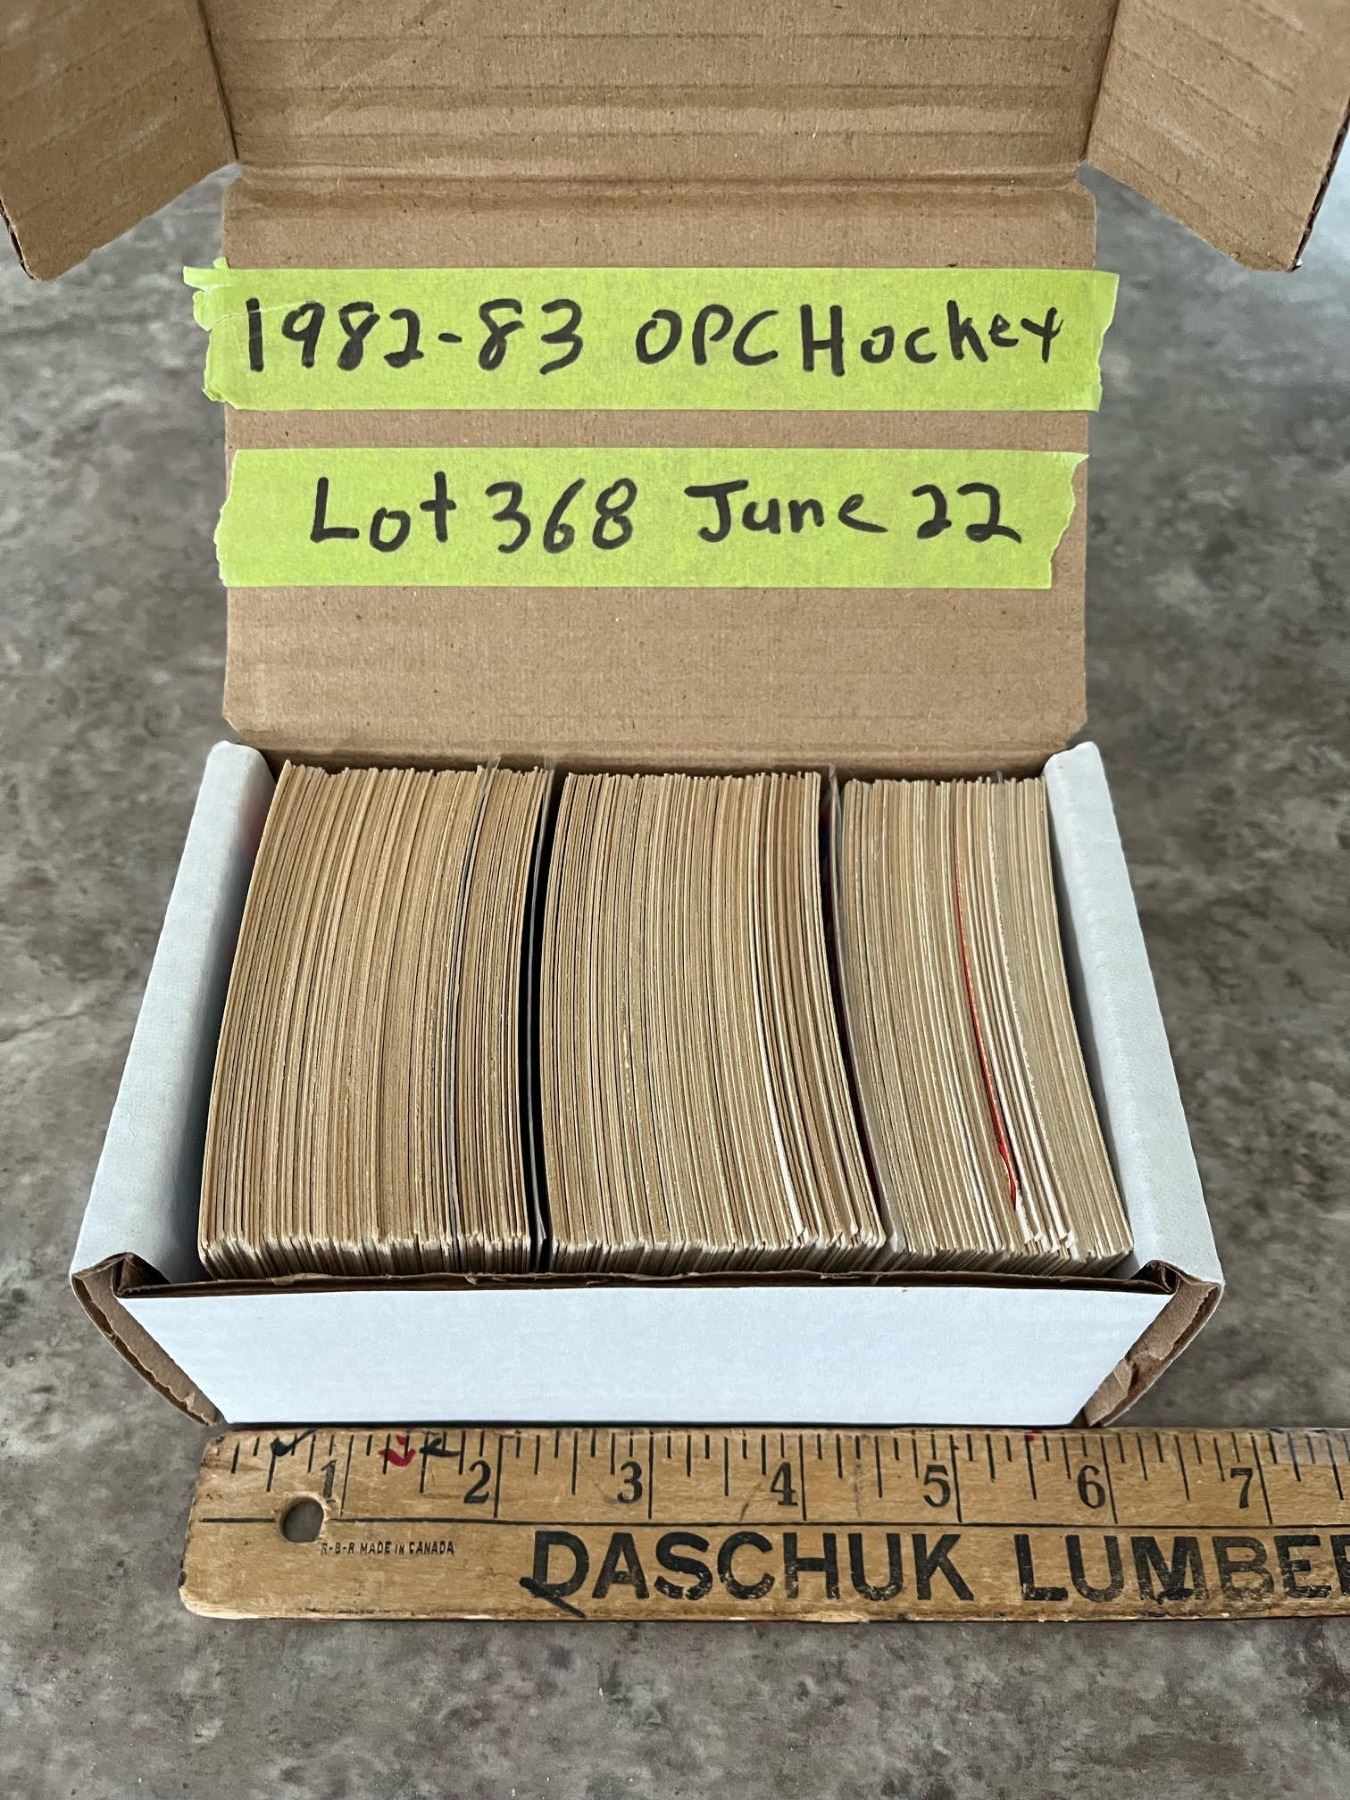 1982-83 OPC Hockey
Lot 368 June 22
1 2 3 4 5 6 7
R-B-R MADE IN CANADA
DASCHUK LUMBE